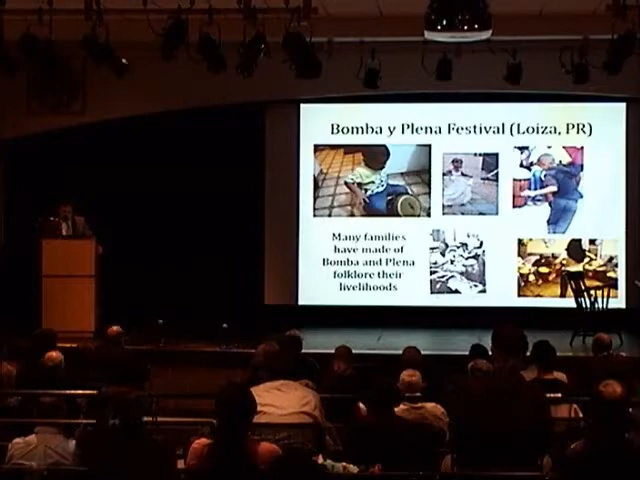 Bomba y Plena Festival (Loiza, PR)
Many families
have made of
Bomba and Plena
folklore their
livelihoods